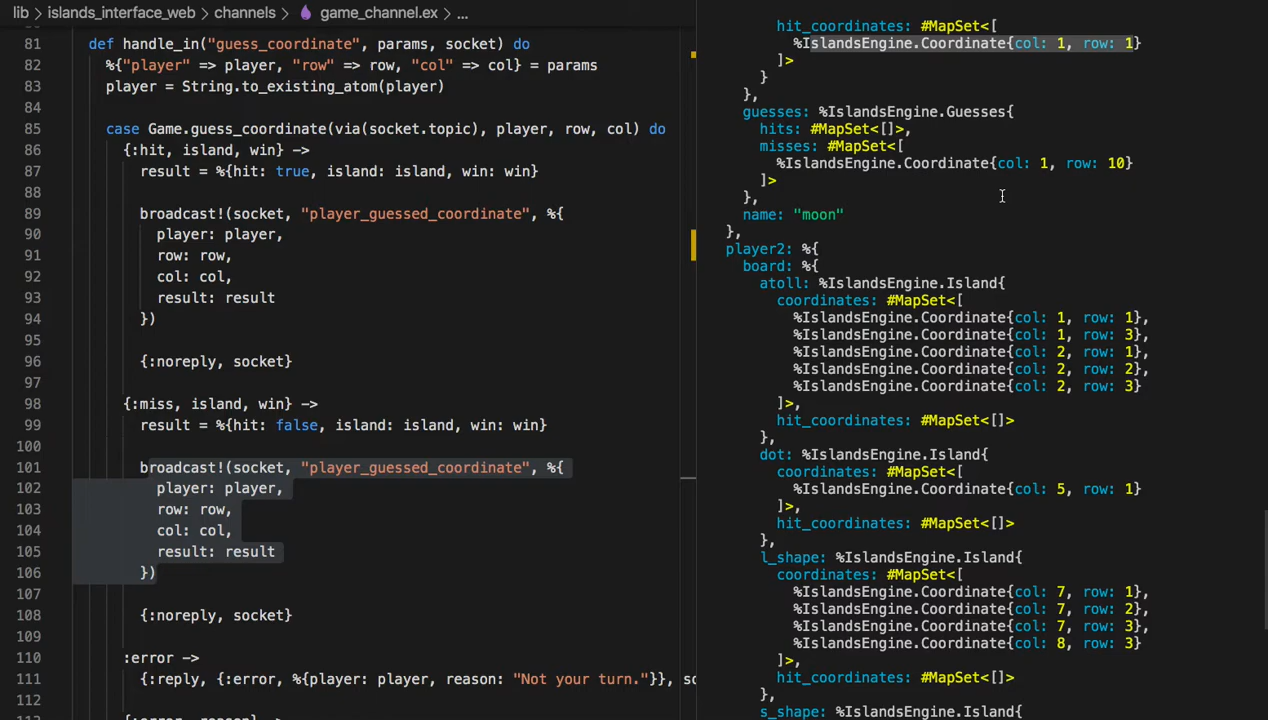 lib > islands_interface_web > channels > game_channel.ex > ...
81 def handle_in("guess_coordinate", params, socket) do
82 %{"player" => player, "row" => row, "col" => col} = params
83 player = String.to_existing_atom(player)
84
85 case Game.guess_coordinate(via(socket.topic), player, row, col) do
86 {:hit, island, win} ->
87 result = %{hit: true, island: island, win: win}
88
89 broadcast!(socket, "player_guessed_coordinate", %{
90 player: player,
91 row: row,
92 col: col,
93 result: result
94 })
95
96 {:noreply, socket}
97
98 {:miss, island, win} ->
99 result = %{hit: false, island: island, win: win}
100
101 broadcast!(socket, "player_guessed_coordinate", %{
102 player: player,
103 row: row,
104 col: col,
105 result: result
106 })
107
108 {:noreply, socket}
109
110 :error ->
111 {:reply, {:error, %{player: player, reason: "Not your turn."}}, so
112
hit_coordinates: #MapSet<[
%IslandsEngine.Coordinate{col: 1, row: 1}
]>
}
},
guesses: %IslandsEngine.Guesses{
hits: #MapSet<[]>,
misses: #MapSet<[
%IslandsEngine.Coordinate{col: 1, row: 10}
]>
},
name: "moon"
},
player2: %{
board: %{
atoll: %IslandsEngine.Island{
coordinates: #MapSet<[
%IslandsEngine.Coordinate{col: 1, row: 1},
%IslandsEngine.Coordinate{col: 1, row: 3},
%IslandsEngine.Coordinate{col: 2, row: 1},
%IslandsEngine.Coordinate{col: 2, row: 2},
%IslandsEngine.Coordinate{col: 2, row: 3}
]>,
hit_coordinates: #MapSet<[]>
},
dot: %IslandsEngine.Island{
coordinates: #MapSet<[
%IslandsEngine.Coordinate{col: 5, row: 1}
]>,
hit_coordinates: #MapSet<[]>
},
l_shape: %IslandsEngine.Island{
coordinates: #MapSet<[
%IslandsEngine.Coordinate{col: 7, row: 1},
%IslandsEngine.Coordinate{col: 7, row: 2},
%IslandsEngine.Coordinate{col: 7, row: 3},
%IslandsEngine.Coordinate{col: 8, row: 3}
]>,
hit_coordinates: #MapSet<[]>
},
s_shape: %IslandsEngine.Island{